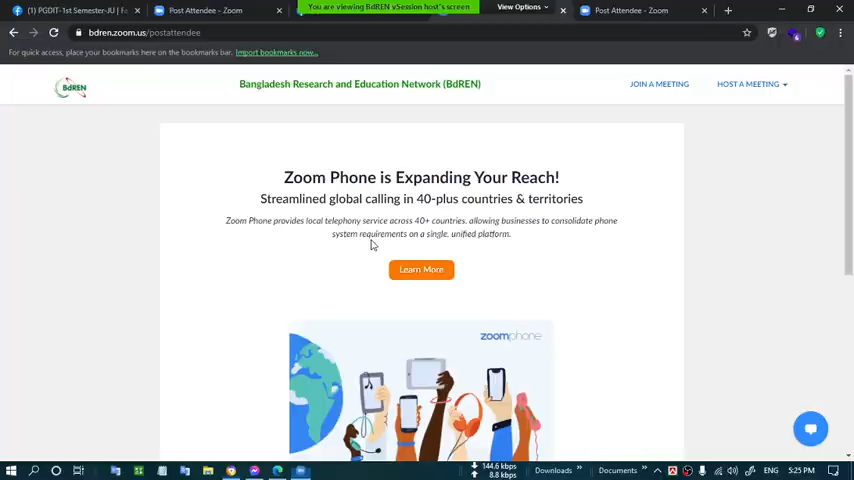 You are viewing BdREN vSession host's screen
View Options
(1) PGDIT-1st Semester-JU | Fa
Post Attendee - Zoom
Post Attendee - Zoom
bdren.zoom.us/postattendee
For quick access, place your bookmarks here on the bookmarks bar. Import bookmarks now...
BdREN
Bangladesh Research and Education Network (BdREN)
JOIN A MEETING
HOST A MEETING
Zoom Phone is Expanding Your Reach!
Streamlined global calling in 40-plus countries & territories
Zoom Phone provides local telephony service across 40+ countries, allowing businesses to consolidate phone
system requirements on a single, unified platform.
Learn More
zoomphone
144.6 kbps
8.8 kbps
Downloads
Documents
ENG
5:25 PM